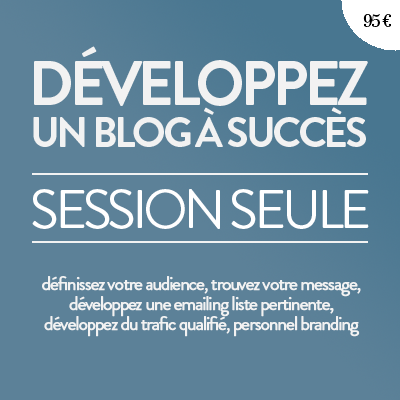 95€
DÉVELOPPEZ
UN BLOG À SUCCÈS
SESSION SEULE
définissez votre audience, trouvez votre message,
développez une emailing liste pertinente,
développez du trafic qualifié, personnel branding